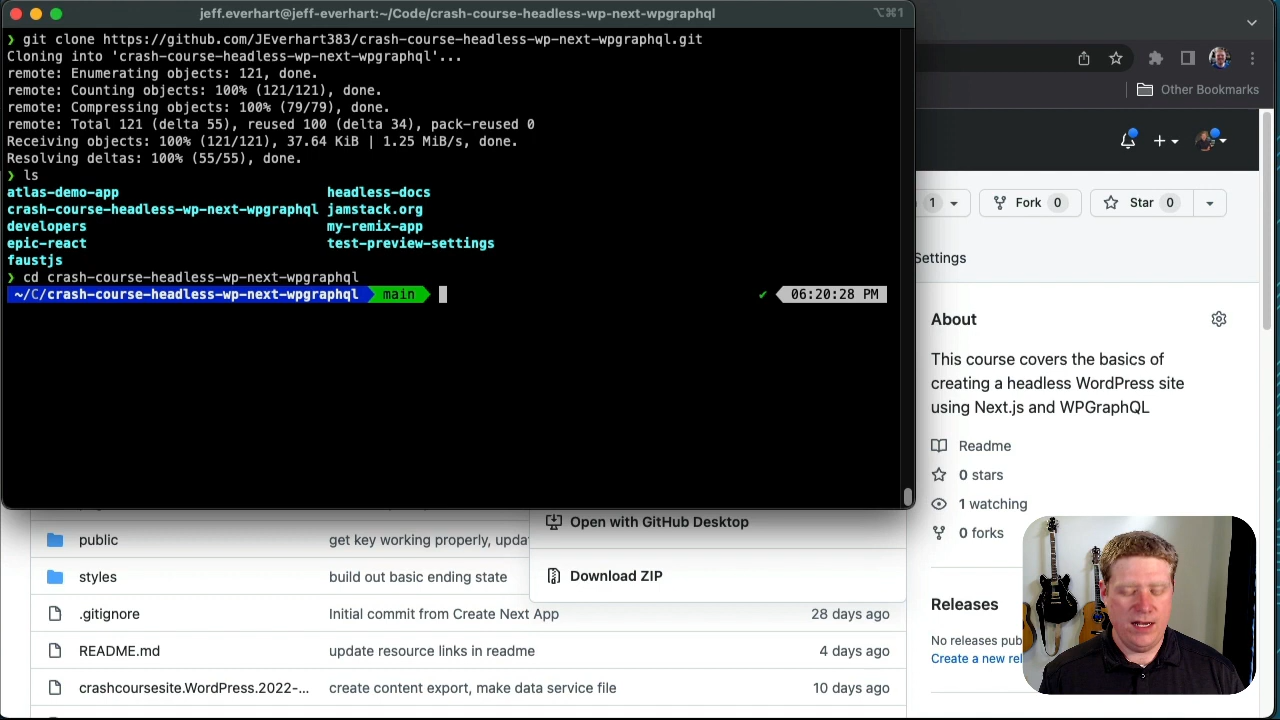 jeff.everhart@jeff-everhart:~/Code/crash-course-headless-wp-next-wpgraphql
⌥⌘1
❯ git clone https://github.com/JEverhart383/crash-course-headless-wp-next-wpgraphql.git
Cloning into 'crash-course-headless-wp-next-wpgraphql'...
remote: Enumerating objects: 121, done.
remote: Counting objects: 100% (121/121), done.
remote: Compressing objects: 100% (79/79), done.
remote: Total 121 (delta 55), reused 100 (delta 34), pack-reused 0
Receiving objects: 100% (121/121), 37.64 KiB | 1.25 MiB/s, done.
Resolving deltas: 100% (55/55), done.
❯ ls
atlas-demo-app headless-docs
crash-course-headless-wp-next-wpgraphql jamstack.org
developers my-remix-app
epic-react test-preview-settings
faustjs
❯ cd crash-course-headless-wp-next-wpgraphql
~/C/crash-course-headless-wp-next-wpgraphql main ✔ 06:20:28 PM
Other Bookmarks
1 Fork 0 Star 0
Settings
About
This course covers the basics of
creating a headless WordPress site
using Next.js and WPGraphQL
Readme
0 stars
1 watching
0 forks
Releases
No releases pub
Create a new rel
Open with GitHub Desktop
Download ZIP
public get key working properly, upda
styles build out basic ending state
.gitignore Initial commit from Create Next App 28 days ago
README.md update resource links in readme 4 days ago
crashcoursesite.WordPress.2022-... create content export, make data service file 10 days ago